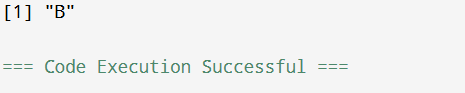 [1] "B"
=== Code Execution Successful ===